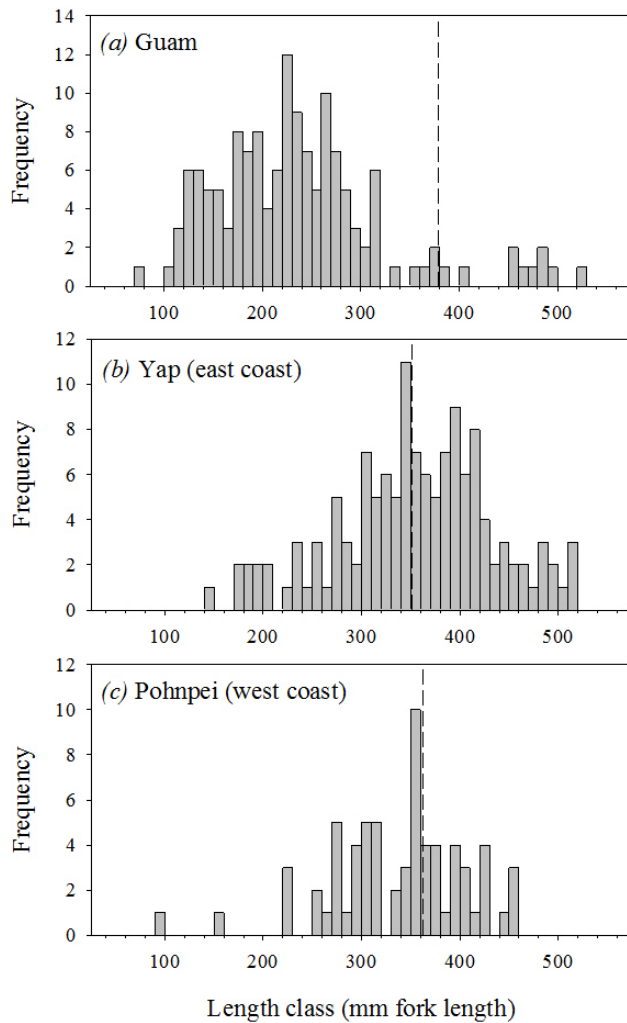 (a) Guam
Frequency
14
12
10
8
6
4
2
0
100 200 300 400 500
(b) Yap (east coast)
Frequency
12
10
8
6
4
2
0
100 200 300 400 500
(c) Pohnpei (west coast)
Frequency
12
10
8
6
4
2
0
100 200 300 400 500
Length class (mm fork length)